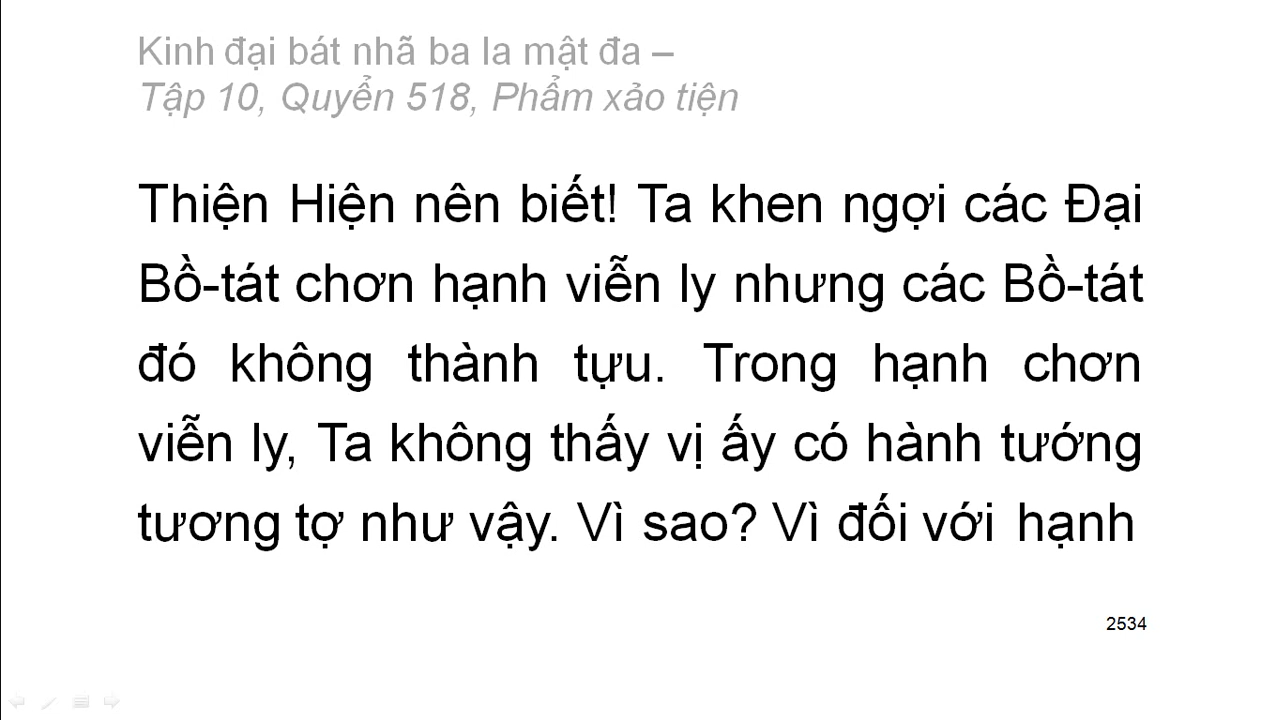 Kinh đại bát nhã ba la mật đa –
Tập 10, Quyển 518, Phẩm xảo tiện
Thiện Hiện nên biết! Ta khen ngợi các Đại
Bồ-tát chơn hạnh viễn ly nhưng các Bồ-tát
đó không thành tựu. Trong hạnh chơn
viễn ly, Ta không thấy vị ấy có hành tướng
tương tợ như vậy. Vì sao? Vì đối với hạnh
2534